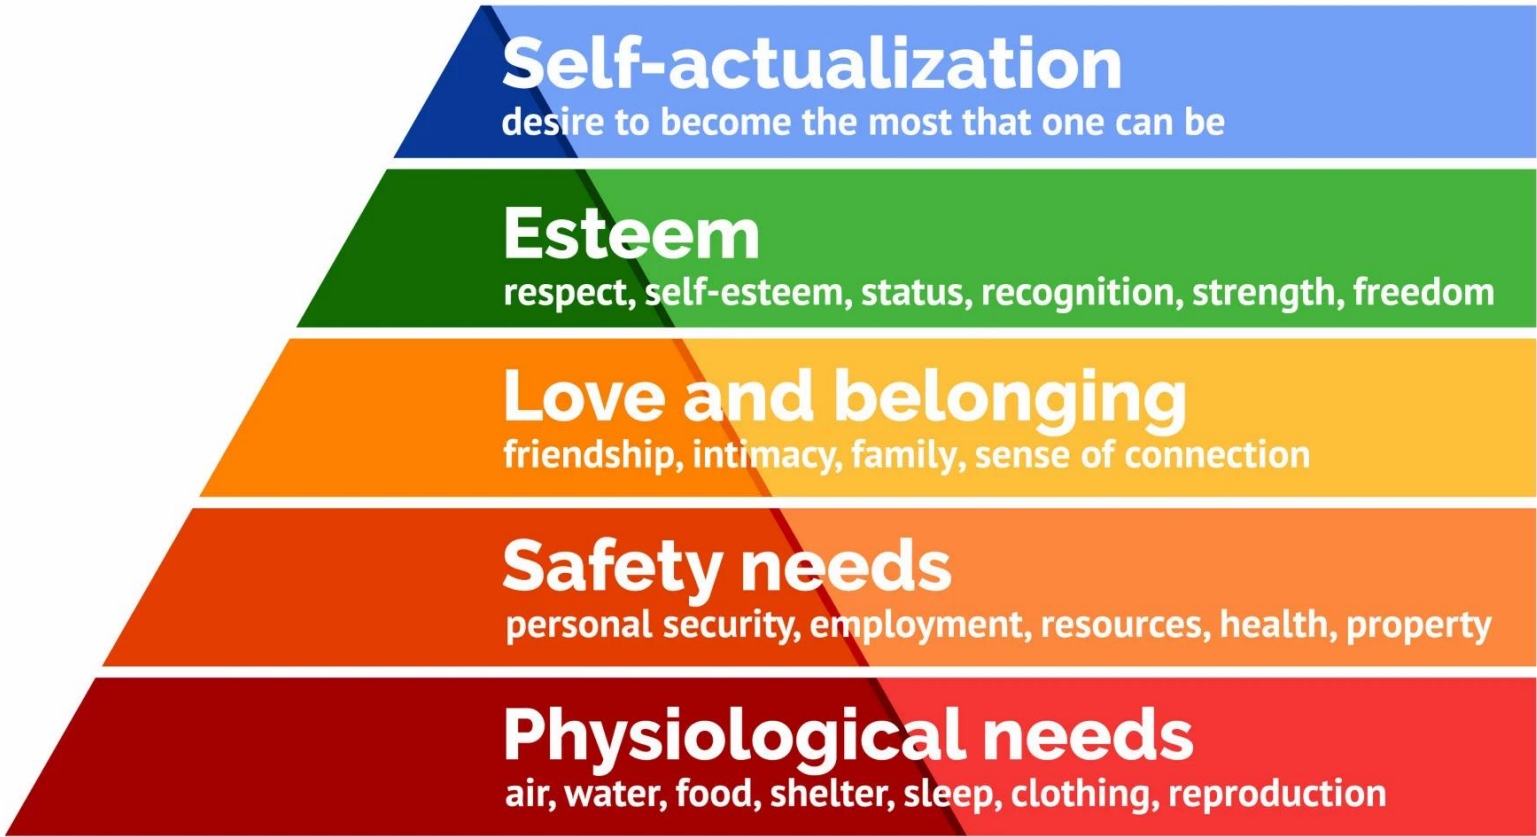 Self-actualization
desire to become the most that one can be
Esteem
respect, self-esteem, status, recognition, strength, freedom
Love and belonging
friendship, intimacy, family, sense of connection
Safety needs
personal security, employment, resources, health, property
Physiological needs
air, water, food, shelter, sleep, clothing, reproduction